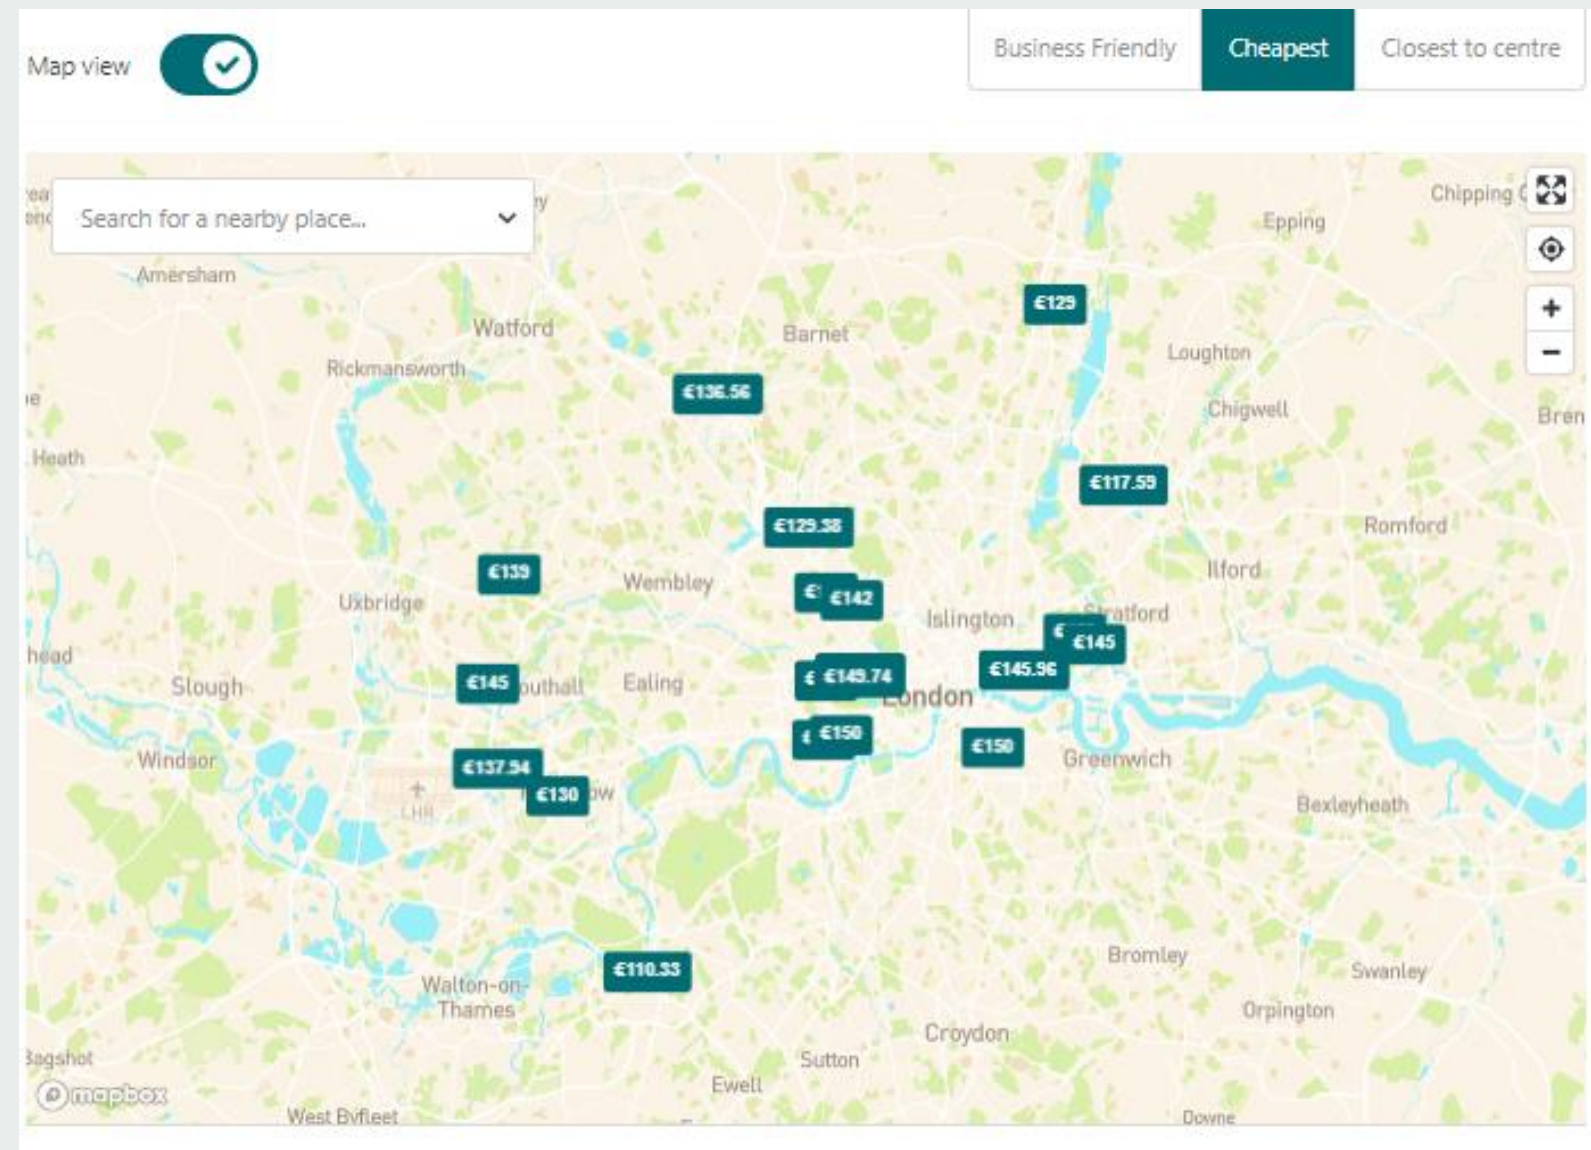 Map view
Business Friendly
Cheapest
Closest to centre
Search for a nearby place...
Chipping
Epping
Amersham
€129
Watford
Barnet
Loughton
Rickmansworth
€136.56
Chigwell
Bren
Heath
€117.59
€129.38
Romford
€139
Wembley
Ilford
Uxbridge
€142
Islington
Stratford
€145
head
€145.96
Slough
€145
outhall
Ealing
€149.74
London
€150
€150
Windsor
Greenwich
€137.94
€130
ow
LHR
Bexleyheath
Bromley
€110.33
Swanley
Walton-on-
Thames
Orpington
Croydon
Bagshot
Sutton
Ewell
mapbox
West Byfleet
Downe